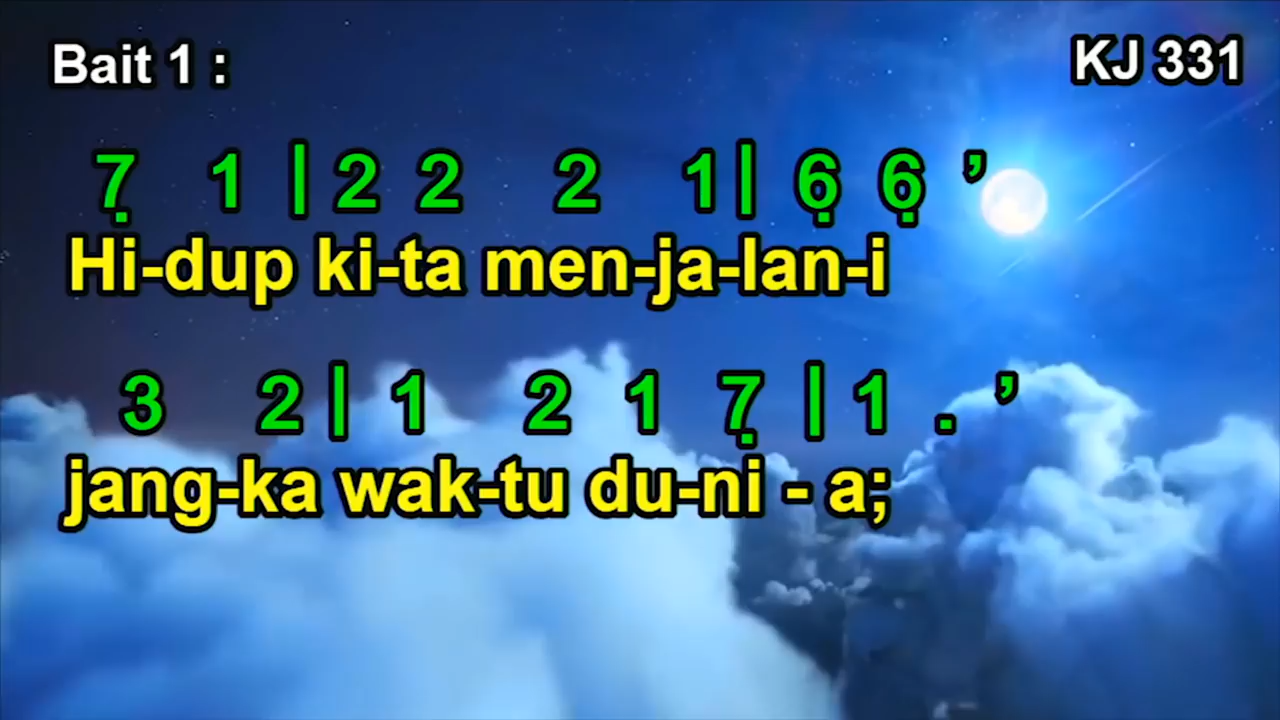 Bait 1 : KJ 331
7̣ 1 | 2 2 2 1 | 6̣ 6̣ ’
Hi-dup ki-ta men-ja-lan-i
3 2 | 1 2 1 7̣ | 1 . ’
jang-ka wak-tu du-ni - a;